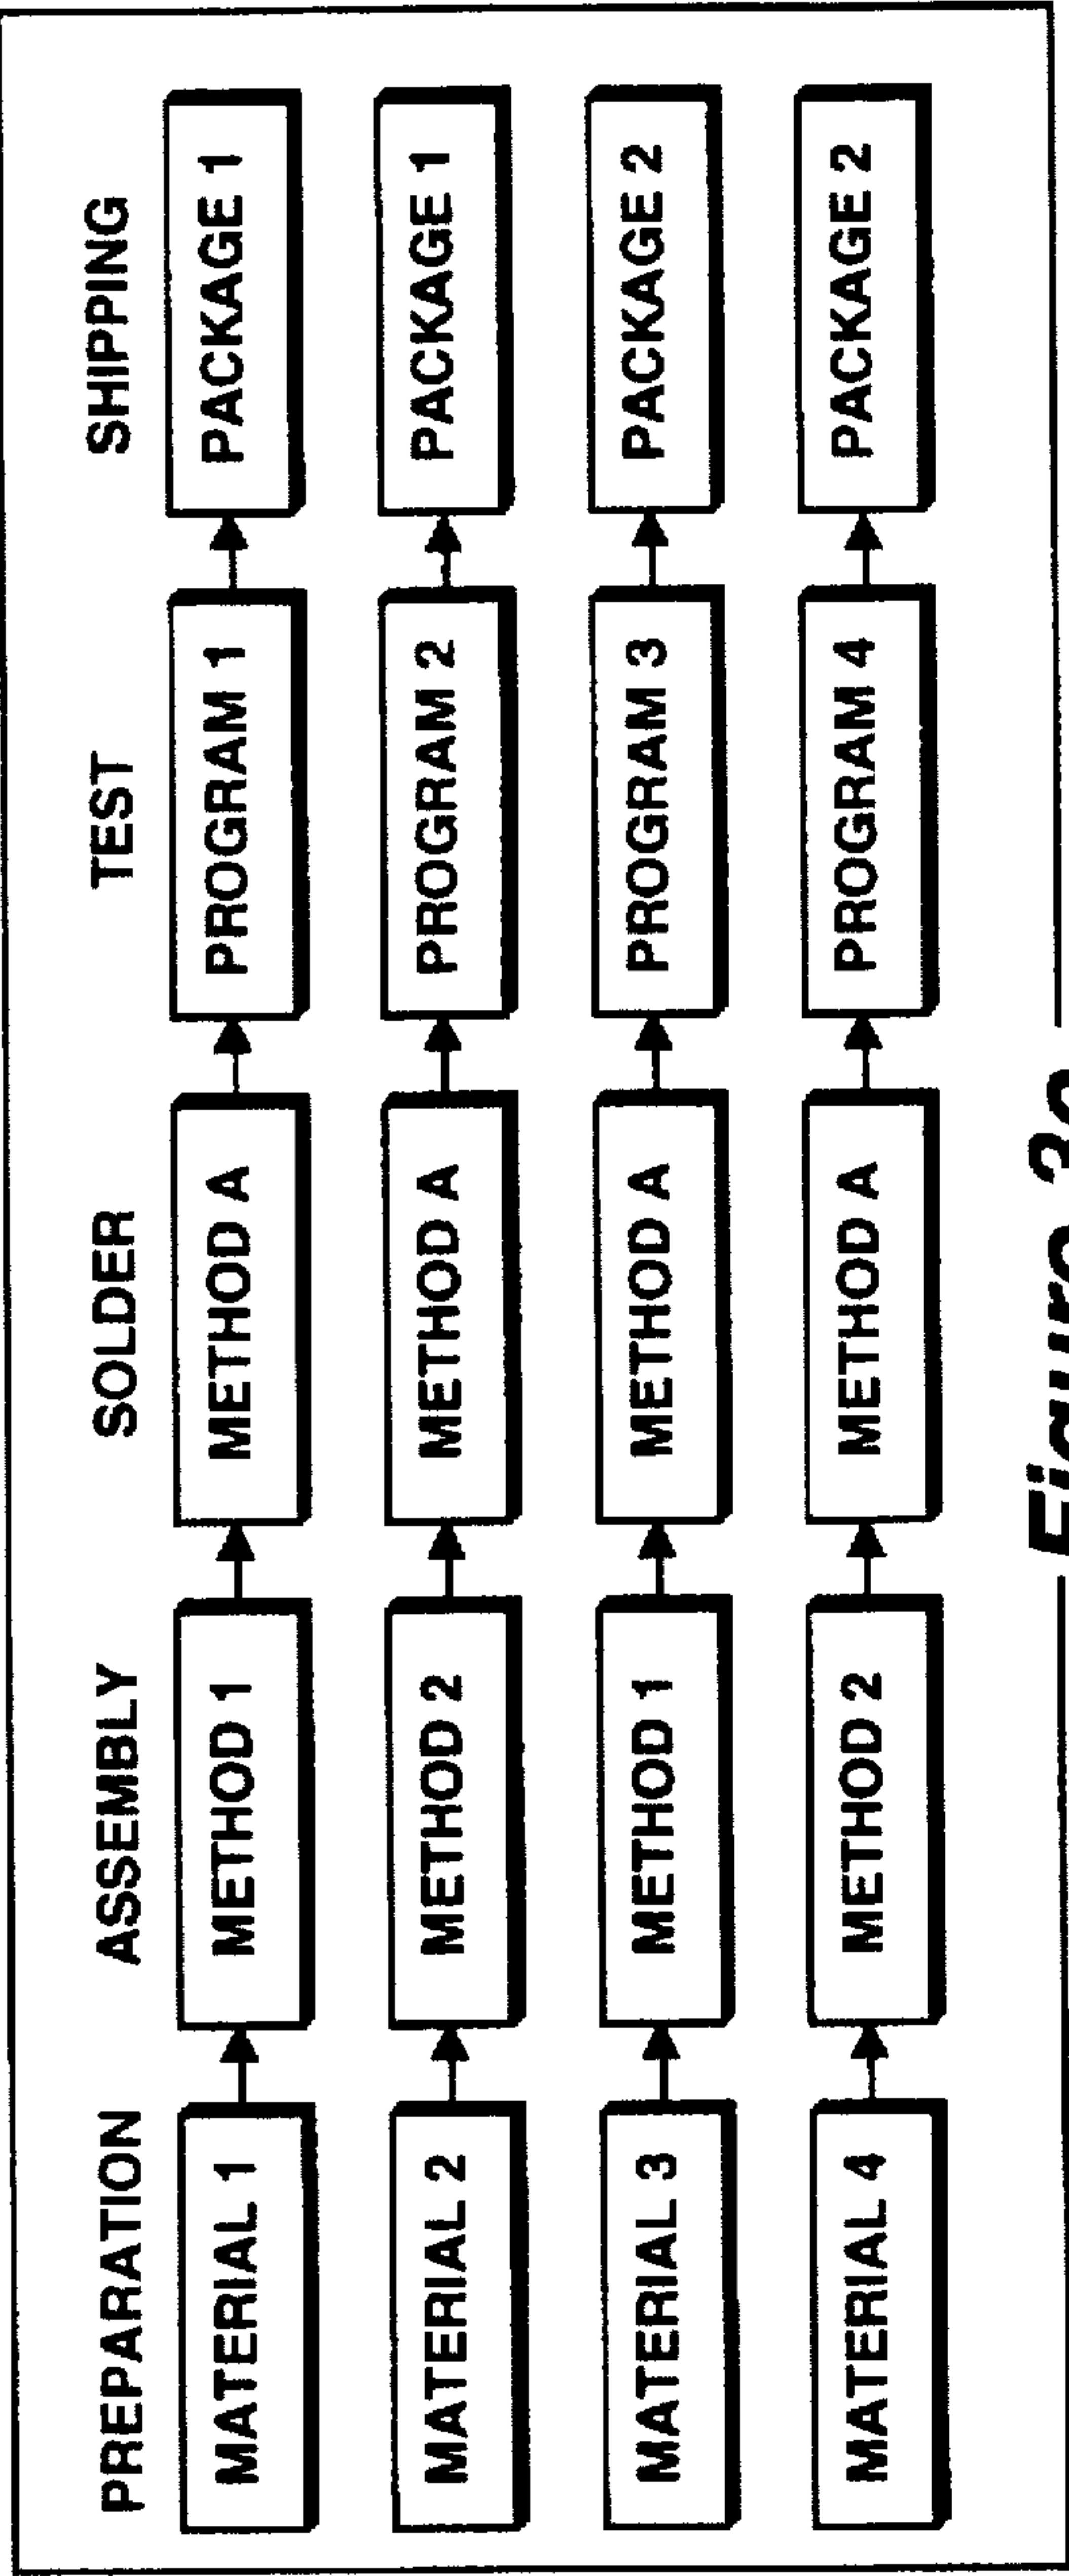 PREPARATION ASSEMBLY SOLDER TEST SHIPPING
MATERIAL 1 METHOD 1 METHOD A PROGRAM 1 PACKAGE 1
MATERIAL 2 METHOD 2 METHOD A PROGRAM 2 PACKAGE 1
MATERIAL 3 METHOD 1 METHOD A PROGRAM 3 PACKAGE 2
MATERIAL 4 METHOD 2 METHOD A PROGRAM 4 PACKAGE 2
Figure